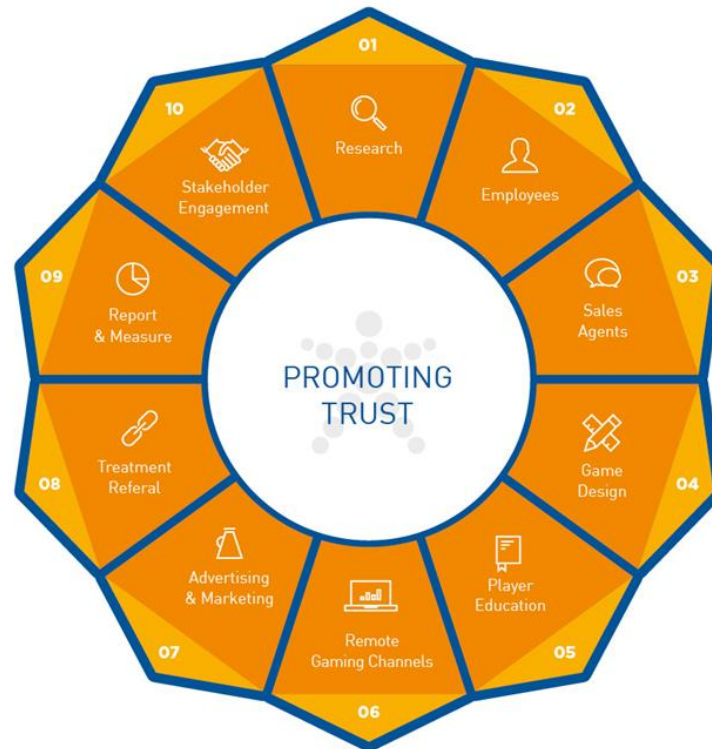 01
Research
02
Employees
03
Sales
Agents
04
Game
Design
05
Player
Education
06
Remote
Gaming Channels
07
Advertising
& Marketing
08
Treatment
Referal
09
Report
& Measure
10
Stakeholder
Engagement
PROMOTING
TRUST